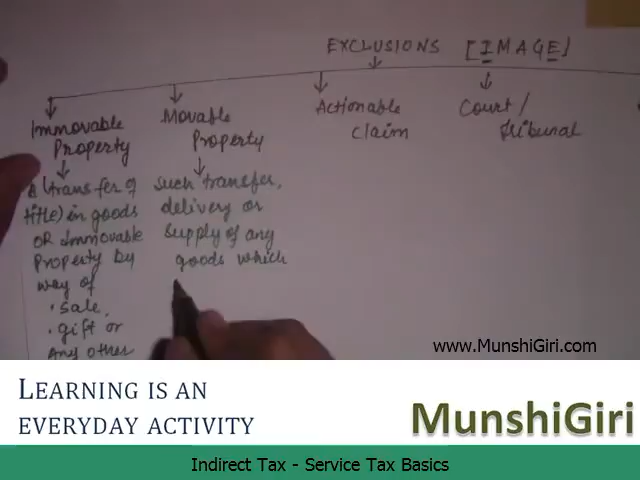 EXCLUSIONS [IMAGE]
Immovable
Property
Movable
Property
Actionable
Claim
Court/
Tribunal
(transfer of
title) in goods
OR Immovable
Property by
way of
• sale,
• gift or
Any other
Such transfer,
delivery or
supply of any
goods which
www.MunshiGiri.com
LEARNING IS AN
EVERYDAY ACTIVITY
MunshiGiri
Indirect Tax - Service Tax Basics